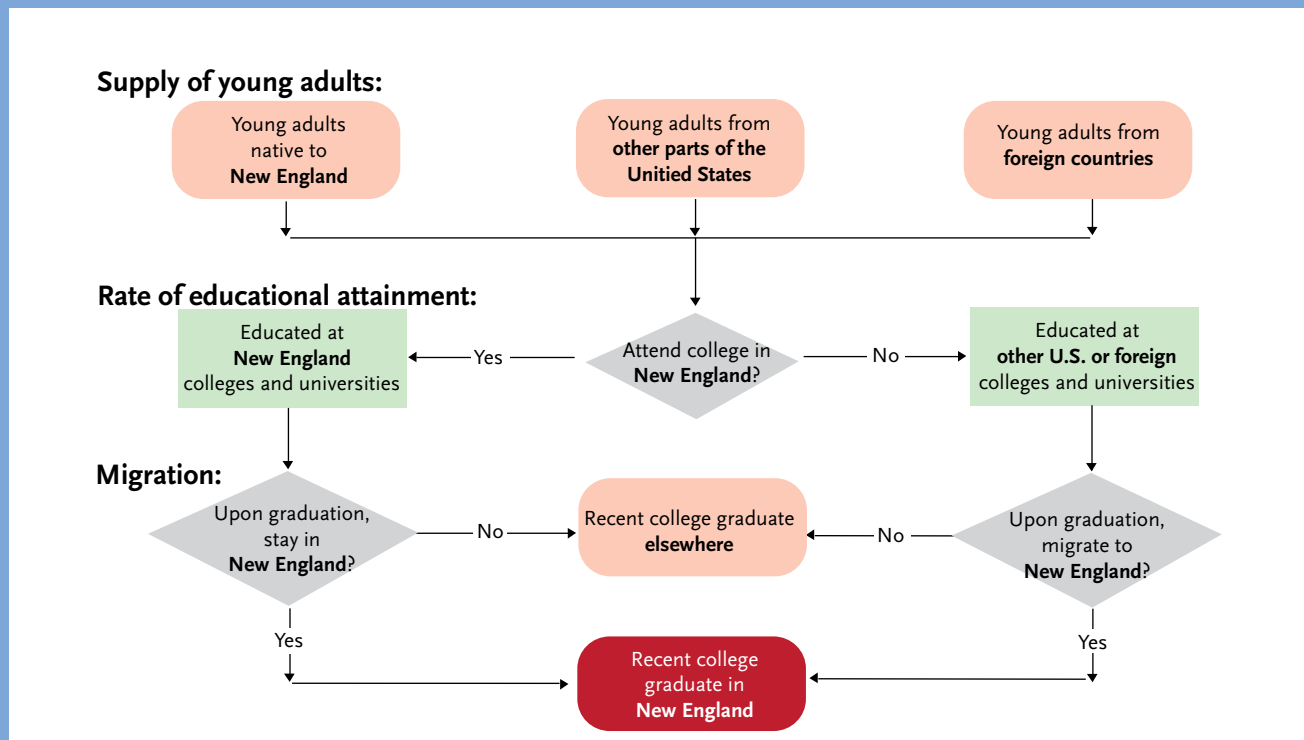 Supply of young adults:
Young adults
native to
New England
Young adults from
other parts of the
Unitied States
Young adults from
foreign countries
Rate of educational attainment:
Educated at
New England
colleges and universities
Yes
Attend college in
New England?
No
Educated at
other U.S. or foreign
colleges and universities
Migration:
Upon graduation,
stay in
New England?
No
Recent college graduate
elsewhere
No
Upon graduation,
migrate to
New England?
Yes
Recent college
graduate in
New England
Yes